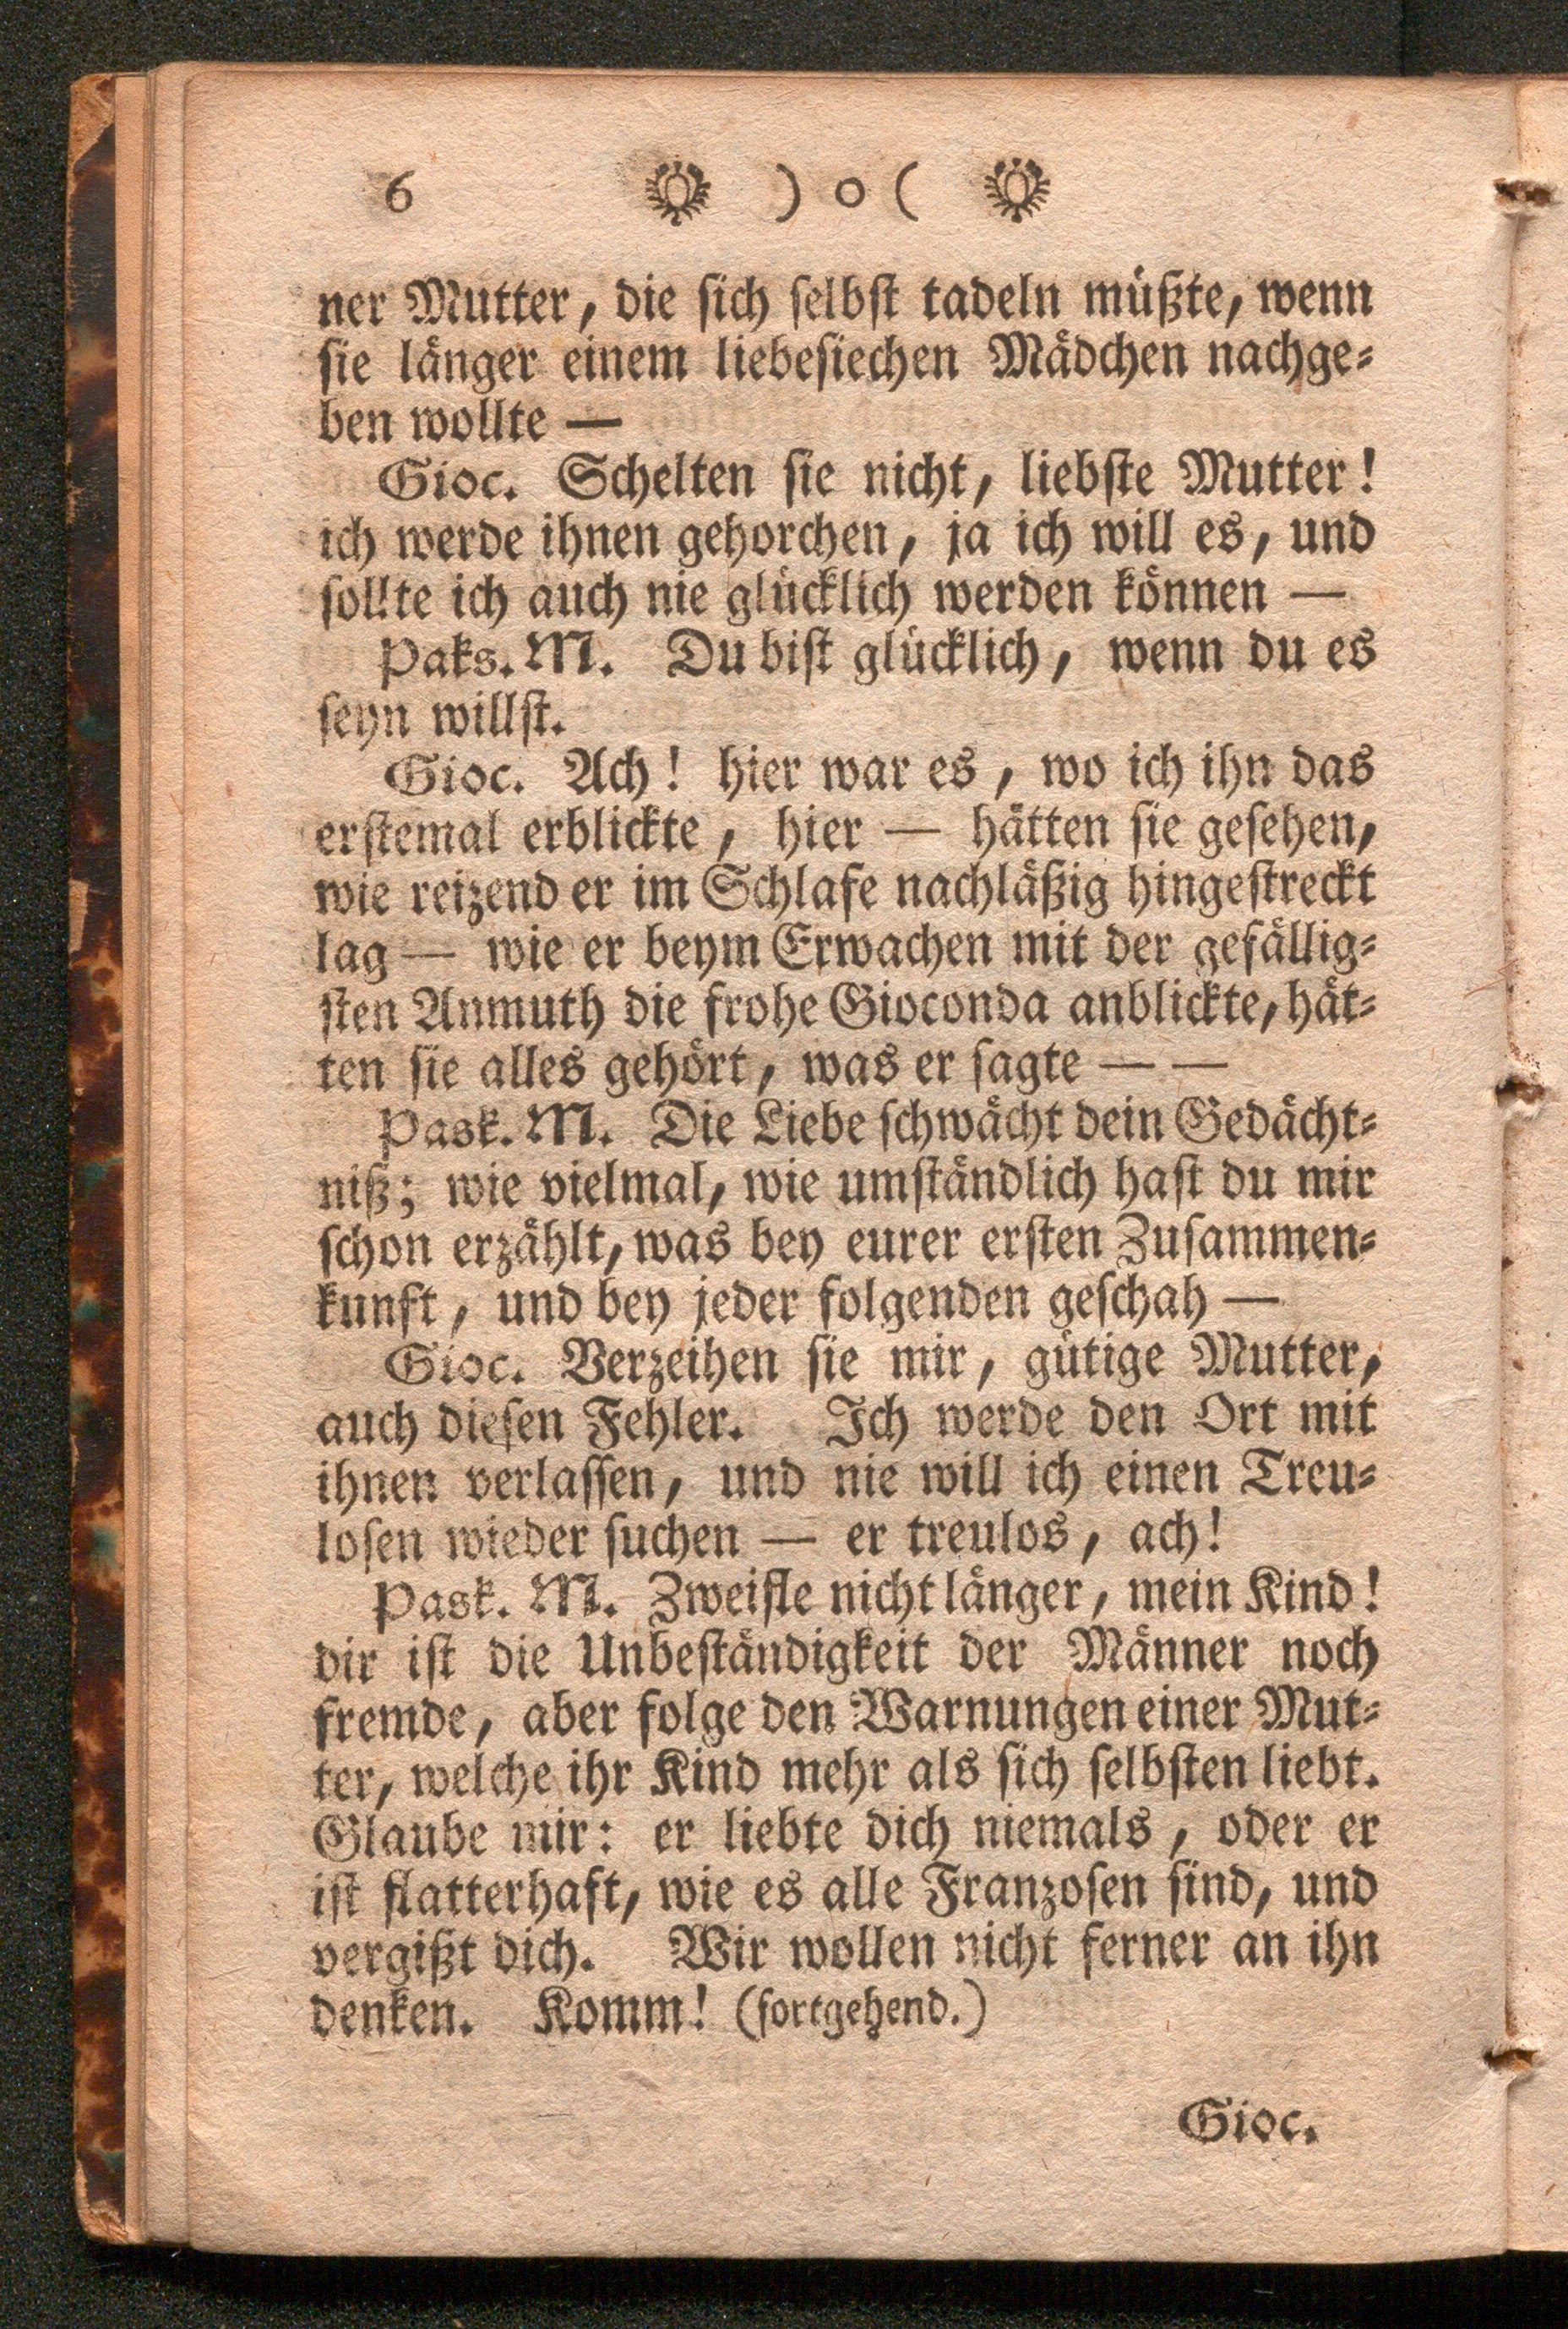 6 ) o (
ner Mutter, die ſich ſelbſt tadeln müßte, wenn
ſie länger einem liebeſiechen Mädchen nachge⸗
ben wollte —
Gioc. Schelten ſie nicht, liebſte Mutter!
ich werde ihnen gehorchen, ja ich will es, und
ſollte ich auch nie glücklich werden können —
Paks. M. Du biſt glücklich, wenn du es
ſeyn willſt.
Gioc. Ach! hier war es, wo ich ihn das
erſtemal erblickte, hier — hätten ſie geſehen,
wie reizend er im Schlafe nachläßig hingeſtreckt
lag — wie er beym Erwachen mit der gefällig⸗
ſten Anmuth die frohe Gioconda anblickte, hät⸗
ten ſie alles gehört, was er ſagte — —
Pask. M. Die Liebe ſchwächt dein Gedächt⸗
niß; wie vielmal, wie umſtändlich haſt du mir
ſchon erzählt, was bey eurer erſten Zuſammen⸗
kunft, und bey jeder folgenden geſchah —
Gioc. Verzeihen ſie mir, gütige Mutter,
auch dieſen Fehler. Ich werde den Ort mit
ihnen verlaſſen, und nie will ich einen Treu⸗
loſen wieder ſuchen — er treulos, ach!
Pask. M. Zweifle nicht länger, mein Kind!
dir iſt die Unbeſtändigkeit der Männer noch
fremde, aber folge den Warnungen einer Mut⸗
ter, welche ihr Kind mehr als ſich ſelbſten liebt.
Glaube mir: er liebte dich niemals, oder er
iſt flatterhaft, wie es alle Franzoſen ſind, und
vergißt dich. Wir wollen nicht ferner an ihn
denken. Komm! (fortgehend.)
Gioc.